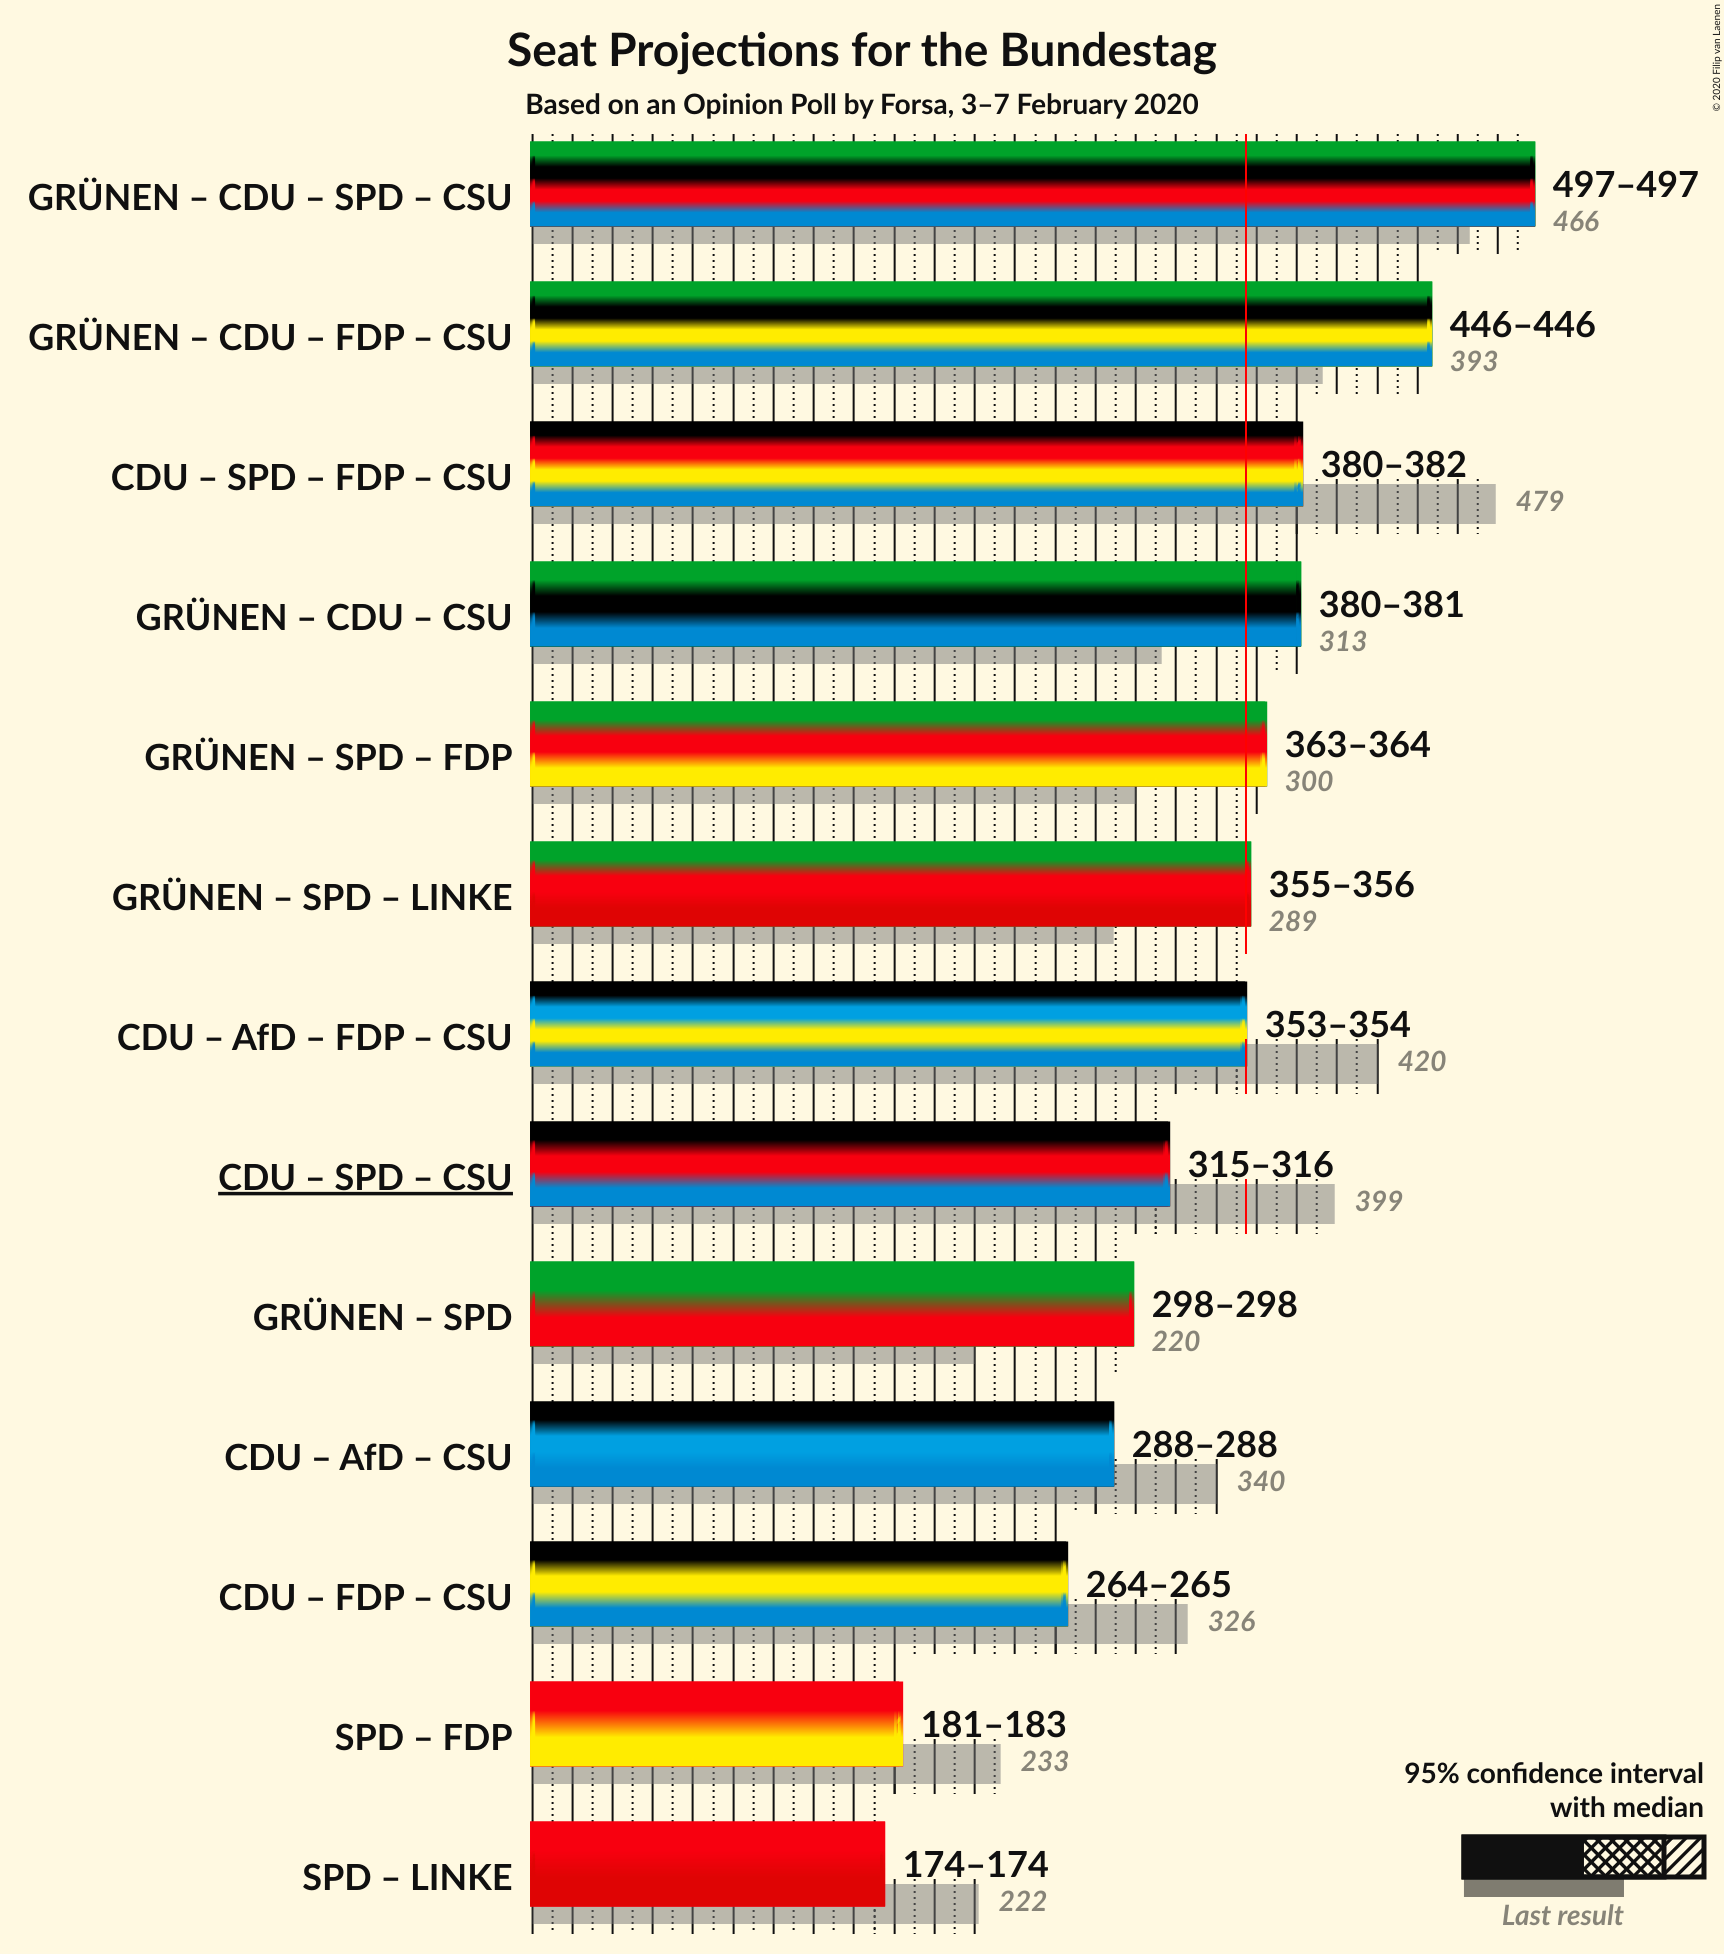 Seat Projections for the Bundestag
Based on an Opinion Poll by Forsa, 3–7 February 2020
© 2020 Filip van Laenen
GRÜNEN – CDU – SPD – CSU
497–497
466
GRÜNEN – CDU – FDP – CSU
446–446
393
CDU – SPD – FDP – CSU
380–382
479
GRÜNEN – CDU – CSU
380–381
313
GRÜNEN – SPD – FDP
363–364
300
GRÜNEN – SPD – LINKE
355–356
289
CDU – AfD – FDP – CSU
353–354
420
CDU – SPD – CSU
315–316
399
GRÜNEN – SPD
298–298
220
CDU – AfD – CSU
288–288
340
CDU – FDP – CSU
264–265
326
SPD – FDP
181–183
233
SPD – LINKE
174–174
222
95% confidence interval
with median
Last result